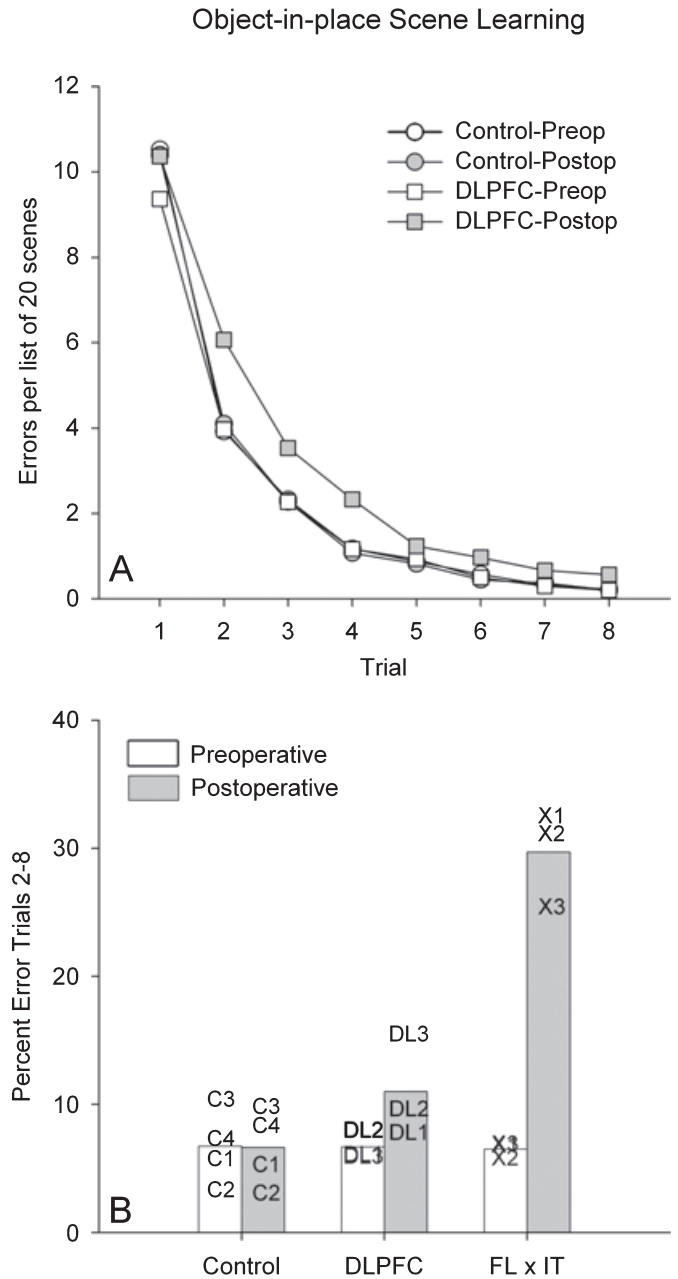 Object-in-place Scene Learning
12
10
8
6
4
2
0
Errors per list of 20 scenes
Control-Preop
Control-Postop
DLPFC-Preop
DLPFC-Postop
A
1 2 3 4 5 6 7 8
Trial
40
30
20
10
0
Percent Error Trials 2-8
Preoperative
Postoperative
X1
X2
X3
DL3
C3
C4
C1
C2
C3
C4
C1
C2
DL2
DL3
DL2
DL1
X3
X2
B
Control DLPFC FL x IT